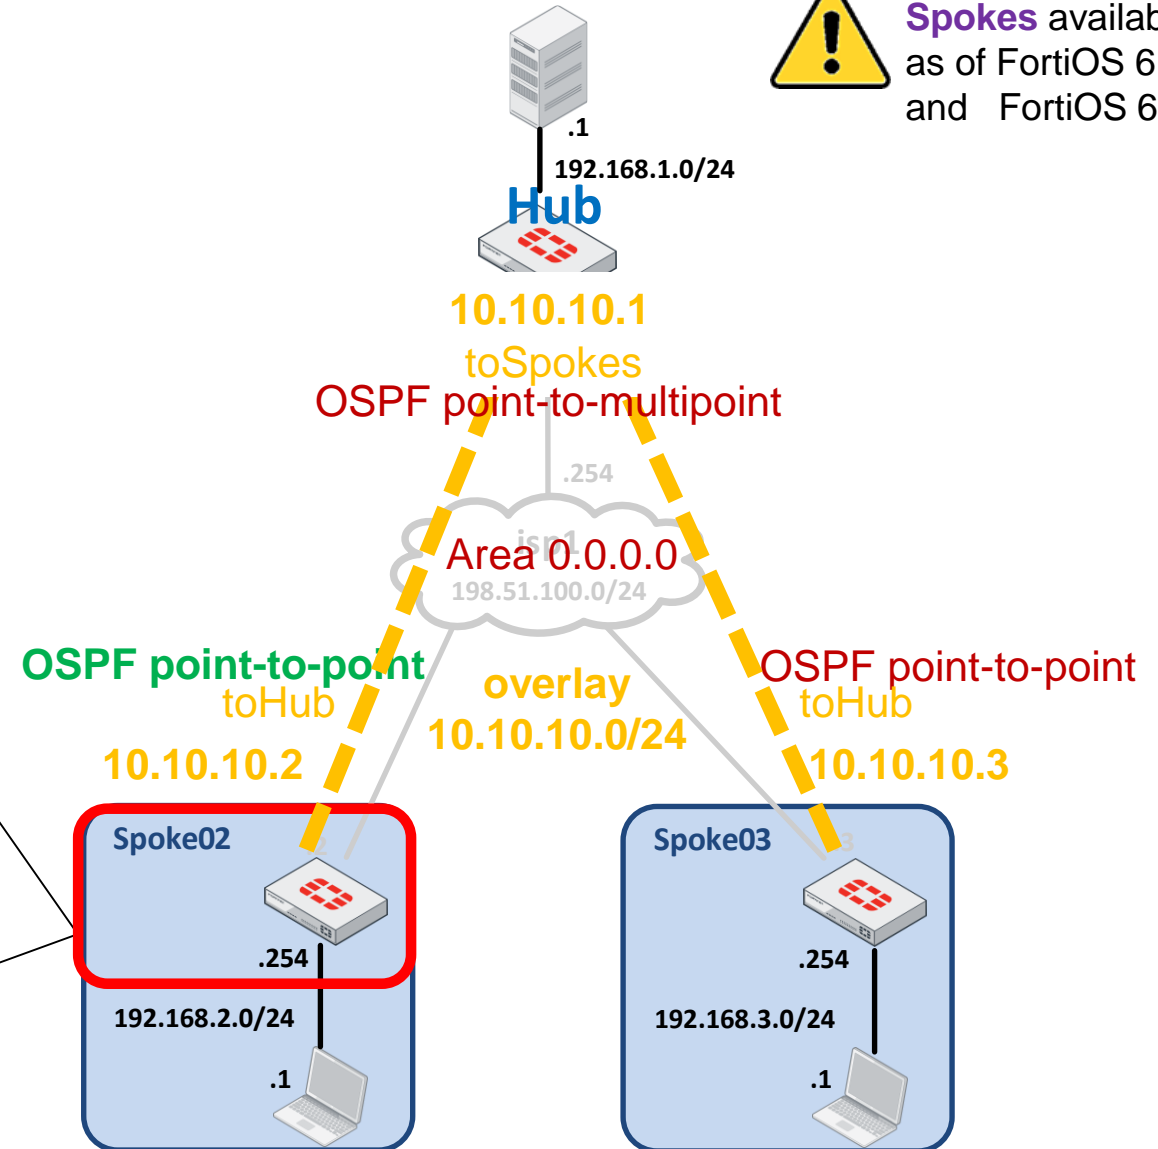 Spokes
as of FortiOS 6
and FortiOS 6
.1
192.168.1.0/24
Hub
10.10.10.1
toSpokes
OSPF point-to-multipoint
.254
isp1
Area 0.0.0.0
198.51.100.0/24
OSPF point-to-point
toHub
10.10.10.2
overlay
10.10.10.0/24
OSPF point-to-point
toHub
10.10.10.3
Spoke02
.2
.254
192.168.2.0/24
.1
Spoke03
.3
.254
192.168.3.0/24
.1